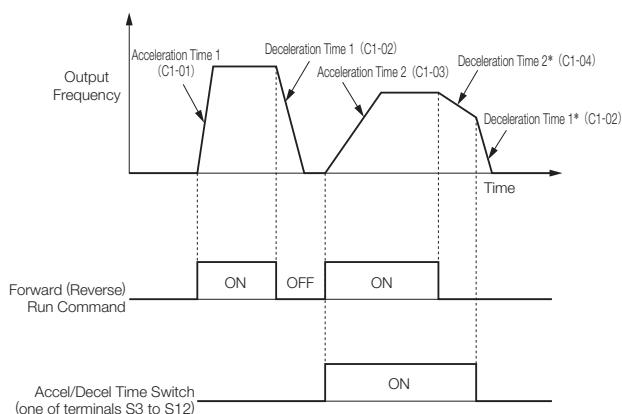 Output
Frequency
Acceleration Time 1
(C1-01)
Deceleration Time 1 (C1-02)
Acceleration Time 2 (C1-03)
Deceleration Time 2* (C1-04)
Deceleration Time 1* (C1-02)
Time
Forward (Reverse)
Run Command
ON
OFF
ON
Accel/Decel Time Switch
(one of terminals S3 to S12)
ON